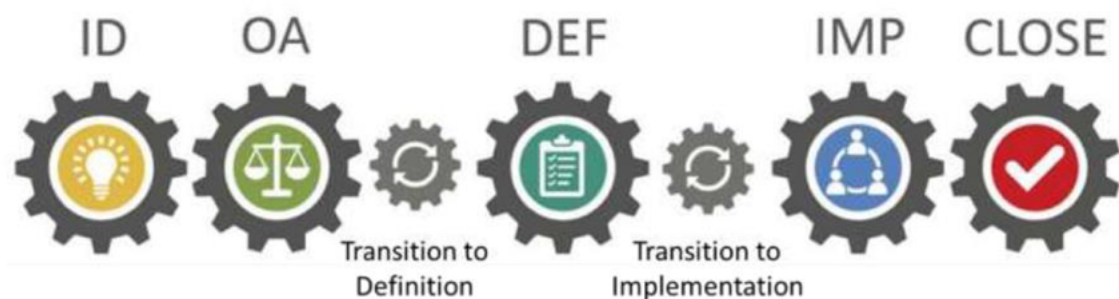 ID OA DEF IMP CLOSE
Transition to Transition to
Definition Implementation